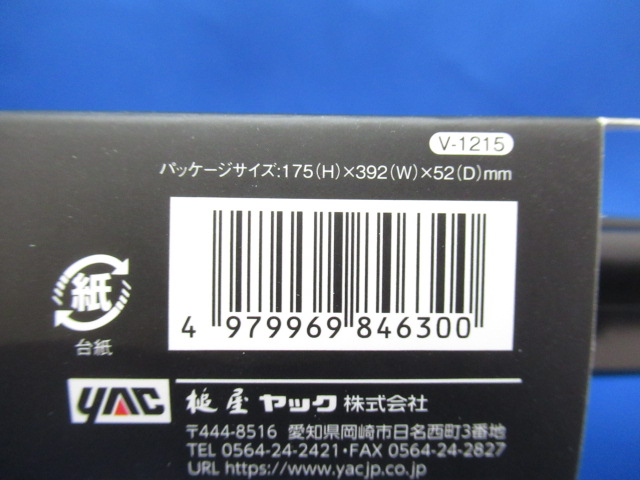 V-1215
パッケージサイズ:175(H)×392(W)×52(D)mm
紙
台紙
4 979969 846300
YAC 槌屋ヤック株式会社
〒444-8516 愛知県岡崎市日名西町3番地
TEL 0564-24-2421・FAX 0564-24-2827
URL https://www.yacjp.co.jp